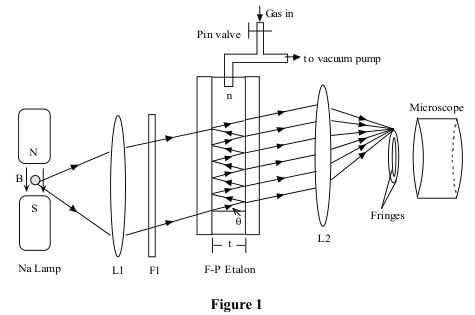 Gas in
Pin valve
to vacuum pump
n
Microscope
N
B
S
θ
Fringes
t
L2
Na Lamp
L1
F1
F-P Etalon
Figure 1